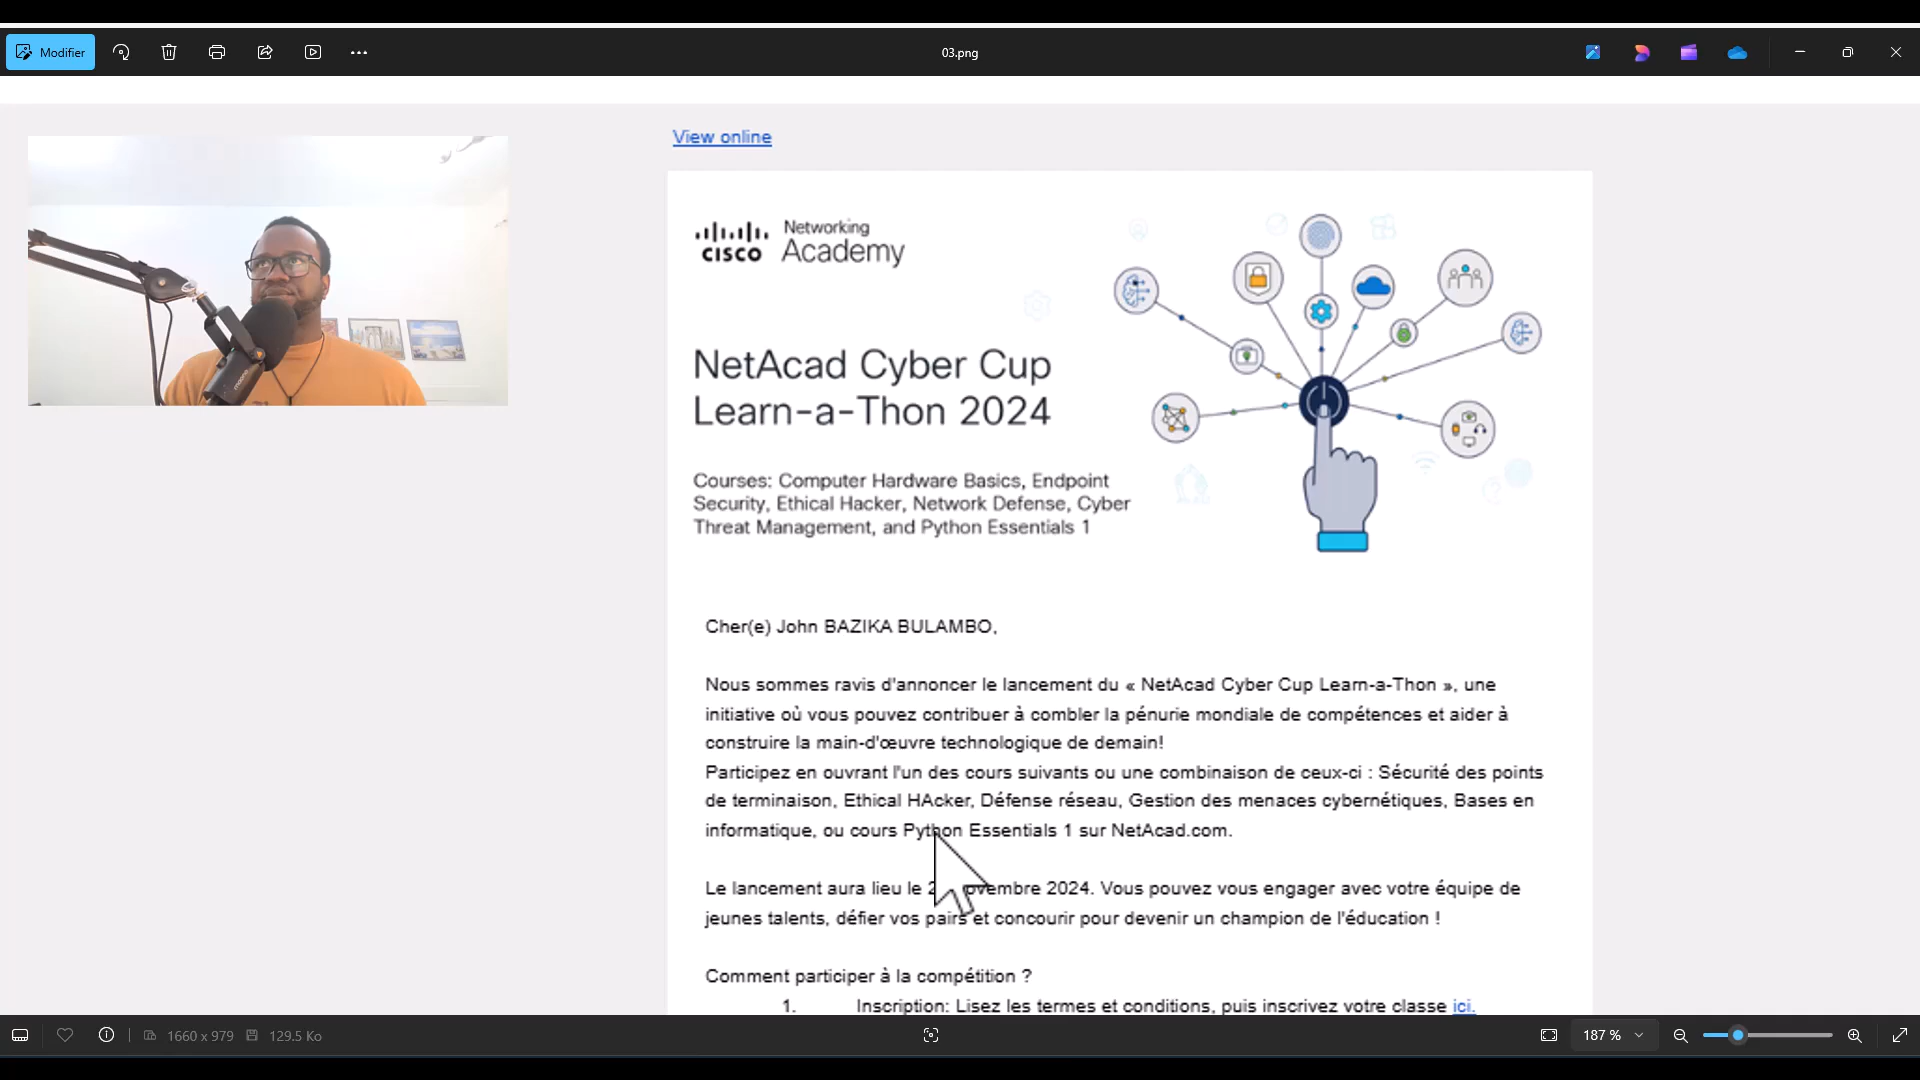 Modifier
03.png
View online
cisco Networking Academy
NetAcad Cyber Cup
Learn-a-Thon 2024
Courses: Computer Hardware Basics, Endpoint
Security, Ethical Hacker, Network Defense, Cyber
Threat Management, and Python Essentials 1
Cher(e) John BAZIKA BULAMBO,
Nous sommes ravis d'annoncer le lancement du « NetAcad Cyber Cup Learn-a-Thon », une
initiative où vous pouvez contribuer à combler la pénurie mondiale de compétences et aider à
construire la main-d'œuvre technologique de demain!
Participez en ouvrant l'un des cours suivants ou une combinaison de ceux-ci : Sécurité des points
de terminaison, Ethical HAcker, Défense réseau, Gestion des menaces cybernétiques, Bases en
informatique, ou cours Python Essentials 1 sur NetAcad.com.
Le lancement aura lieu le 2024. Vous pouvez vous engager avec votre équipe de
jeunes talents, défier vos pairs et concourir pour devenir un champion de l'éducation !
Comment participer à la compétition ?
1. Inscription: Lisez les termes et conditions, puis inscrivez votre classe ici.
1660 x 979 129.5 Ko
187 %